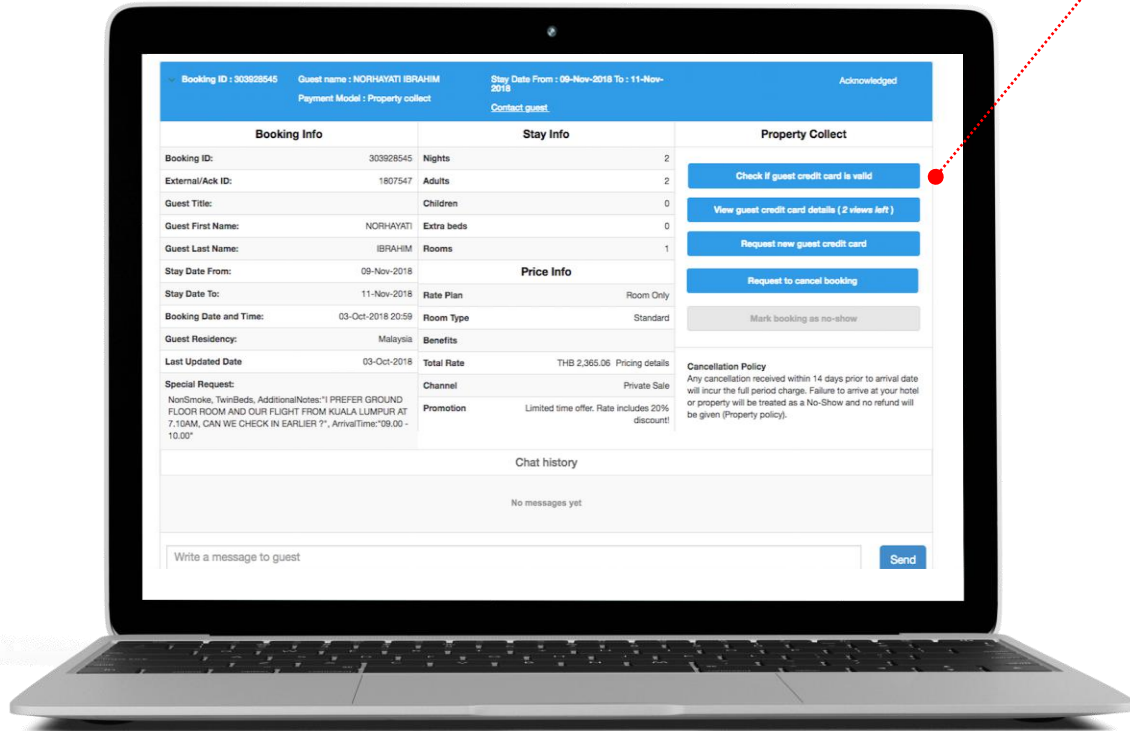 Booking ID : 303928545
Guest name : NORHAYATI IBRAHIM
Payment Model : Property collect
Stay Date From : 09-Nov-2018 To : 11-Nov-
2018
Contact guest
Acknowledged
Booking Info
Booking ID: 303928545
External/Ack ID: 1807547
Guest Title:
Guest First Name: NORHAYATI
Guest Last Name: IBRAHIM
Stay Date From: 09-Nov-2018
Stay Date To: 11-Nov-2018
Booking Date and Time: 03-Oct-2018 20:59
Guest Residency: Malaysia
Last Updated Date 03-Oct-2018
Special Request:
NonSmoke, TwinBeds, AdditionalNotes:"I PREFER GROUND
FLOOR ROOM AND OUR FLIGHT FROM KUALA LUMPUR AT
7.10AM, CAN WE CHECK IN EARLIER ?", ArrivalTime:"09.00 -
10.00"
Stay Info
Nights 2
Adults 2
Children 0
Extra beds 0
Rooms 1
Price Info
Rate Plan Room Only
Room Type Standard
Benefits
Total Rate THB 2,365.06 Pricing details
Channel Private Sale
Promotion Limited time offer. Rate includes 20%
discount!
Property Collect
Check if guest credit card is valid
View guest credit card details ( 2 views left )
Request new guest credit card
Request to cancel booking
Mark booking as no-show
Cancellation Policy
Any cancellation received within 14 days prior to arrival date
will incur the full period charge. Failure to arrive at your hotel
or property will be treated as a No-Show and no refund will
be given (Property policy).
Chat history
No messages yet
Write a message to guest
Send